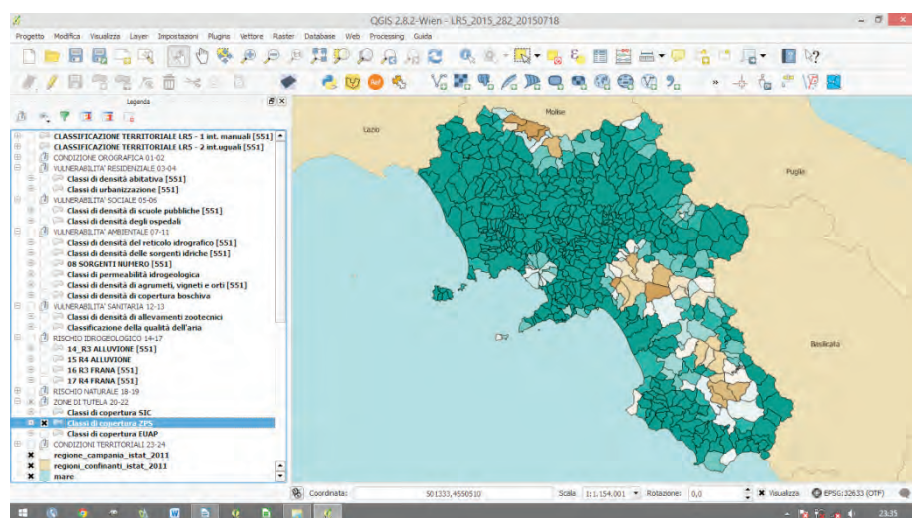 QGIS 2.8.2-Wien - LR5_2015_282_20150718
Progetto Modifica Visualizza Layer Impostazioni Plugins Vettore Raster Database Web Processing Guida
Legenda
CLASSIFICAZIONE TERRITORIALE LR5 - 1 int. manuali [551]
CLASSIFICAZIONE TERRITORIALE LR5 - 2 int.uguali [551]
CONDIZIONE OROGRAFICA 01-02
VULNERABILITA' RESIDENZIALE 03-04
Classi di densità abitativa [551]
Classi di urbanizzazione [551]
VULNERABILITA' SOCIALE 05-06
Classi di densità di scuole pubbliche [551]
Classi di densità degli ospedali
VULNERABILITA' AMBIENTALE 07-11
Classi di densità del reticolo idrografico [551]
Classi di densità delle sorgenti idriche [551]
08 SORGENTI NUMERO [551]
Classi di permeabilità idrogeologica
Classi di densità di agrumeti, vigneti e orti [551]
Classi di densità di copertura boschiva
VULNERABILITA' SANITARIA 12-13
Classi di densità di allevamenti zootecnici
Classificazione della qualità dell'aria
RISCHIO IDROGEOLOGICO 14-17
14_R3 ALLUVIONE [551]
15 R4 ALLUVIONE
16 R3 FRANA [551]
17 R4 FRANA [551]
RISCHIO NATURALE 18-19
ZONE DI TUTELA 20-22
Classi di copertura SIC
Classi di copertura ZPS
Classi di copertura EUAP
CONDIZIONI TERRITORIALI 23-24
regione_campania_istat_2011
regioni_confinanti_istat_2011
mare
Lazio
Molise
Puglia
Basilicata
Coordinata: 501333,4550510 Scala 1:1.154.001 Rotazione: 0,0 Visualizza EPSG:32633 (OTF)
23:35